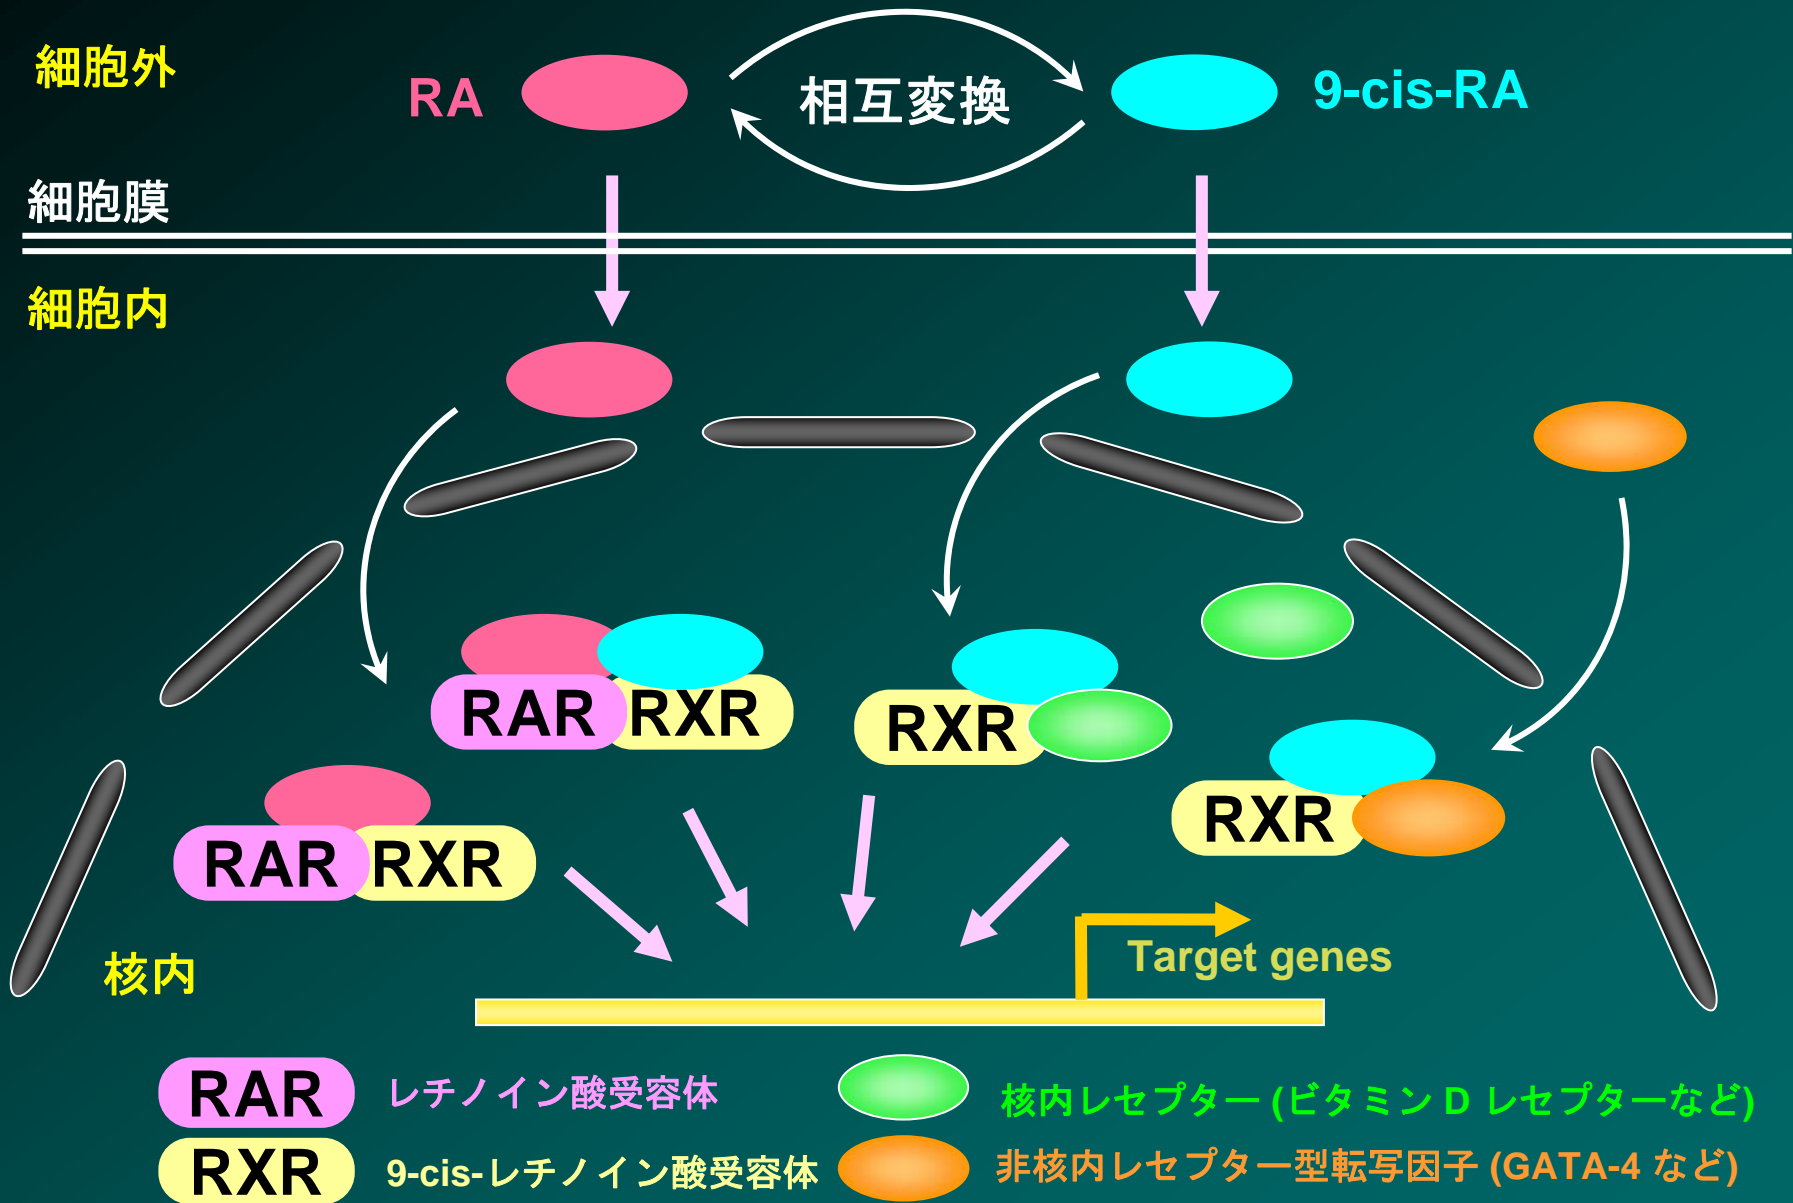 細胞外
RA
相互変換
9-cis-RA
細胞膜
細胞内
RAR
RXR
RXR
RAR
RXR
RXR
核内
Target genes
RAR
レチノイン酸受容体
核内レセプター (ビタミン D レセプターなど)
RXR
9-cis-レチノイン酸受容体
非核内レセプター型転写因子 (GATA-4 など)